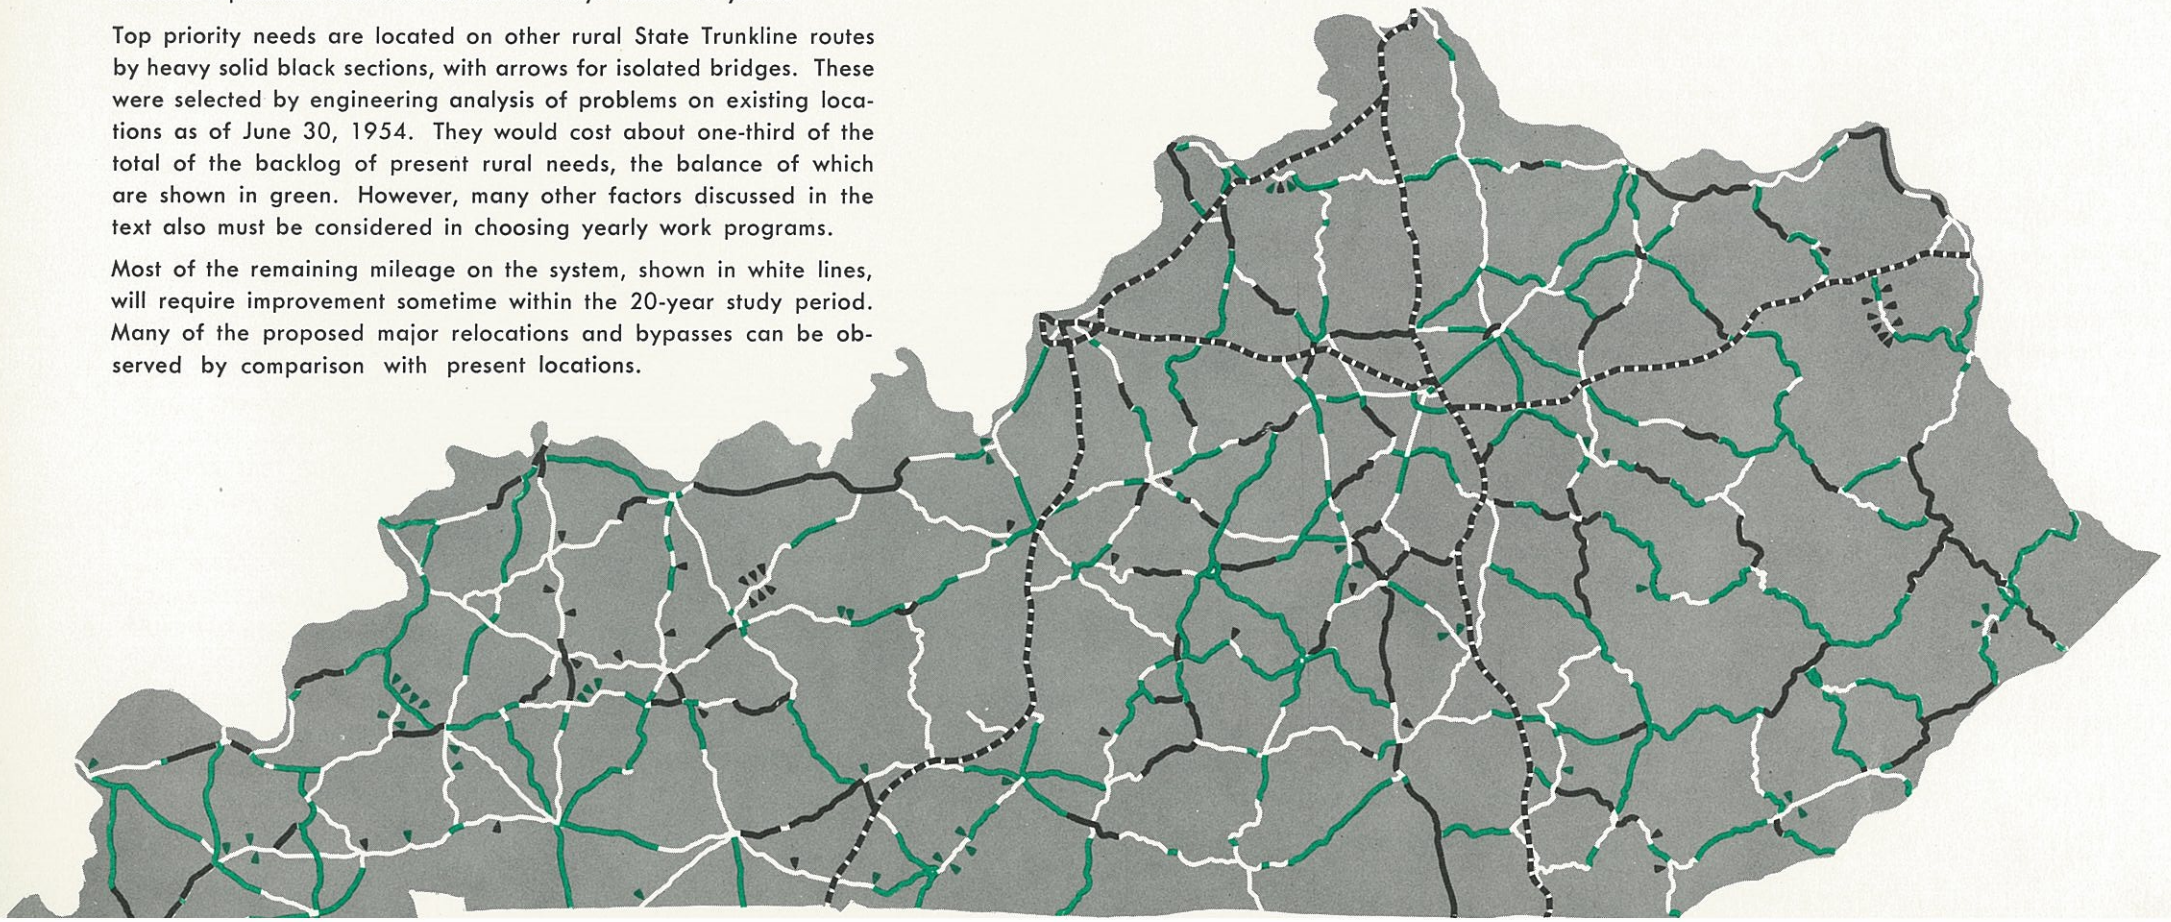 Top priority needs are located on other rural State Trunkline routes
by heavy solid black sections, with arrows for isolated bridges. These
were selected by engineering analysis of problems on existing loca-
tions as of June 30, 1954. They would cost about one-third of the
total of the backlog of present rural needs, the balance of which
are shown in green. However, many other factors discussed in the
text also must be considered in choosing yearly work programs.
Most of the remaining mileage on the system, shown in white lines,
will require improvement sometime within the 20-year study period.
Many of the proposed major relocations and bypasses can be ob-
served by comparison with present locations.